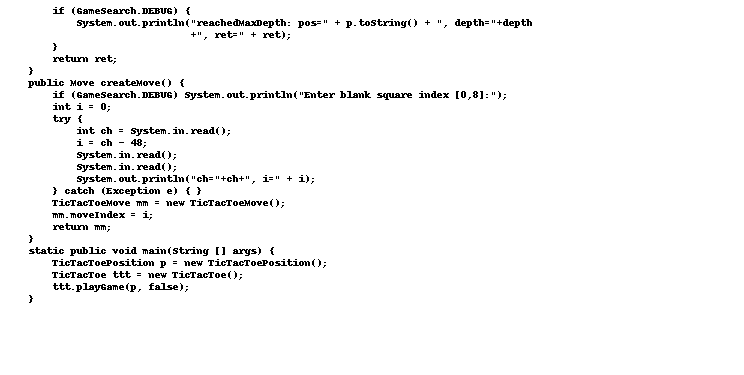 if (GameSearch.DEBUG) {
System.out.println("reachedMaxDepth: pos=" + p.toString() + ", depth="+depth
+", ret=" + ret);
}
return ret;
}
public Move createMove() {
if (GameSearch.DEBUG) System.out.println("Enter blank square index [0,8]:");
int i = 0;
try {
int ch = System.in.read();
i = ch - 48;
System.in.read();
System.in.read();
System.out.println("ch="+ch+", i=" + i);
} catch (Exception e) { }
TicTacToeMove mm = new TicTacToeMove();
mm.moveIndex = i;
return mm;
}
static public void main(String [] args) {
TicTacToePosition p = new TicTacToePosition();
TicTacToe ttt = new TicTacToe();
ttt.playGame(p, false);
}